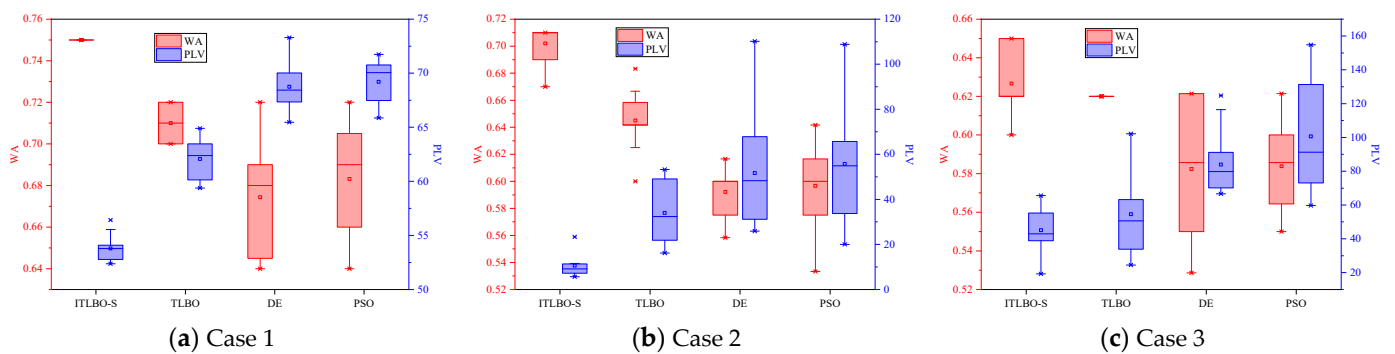 0.76
0.74
0.72
0.70
0.68
0.66
0.64
WA
WA
PLV
75
70
65
60
55
50
PLV
ITLBO-S TLBO DE PSO
(a) Case 1
0.72
0.70
0.68
0.66
0.64
0.62
0.60
0.58
0.56
0.54
0.52
WA
WA
PLV
120
100
80
60
40
20
0
PLV
ITLBO-S TLBO DE PSO
(b) Case 2
0.66
0.64
0.62
0.60
0.58
0.56
0.54
0.52
WA
WA
PLV
160
140
120
100
80
60
40
20
PLV
ITLBO-S TLBO DE PSO
(c) Case 3